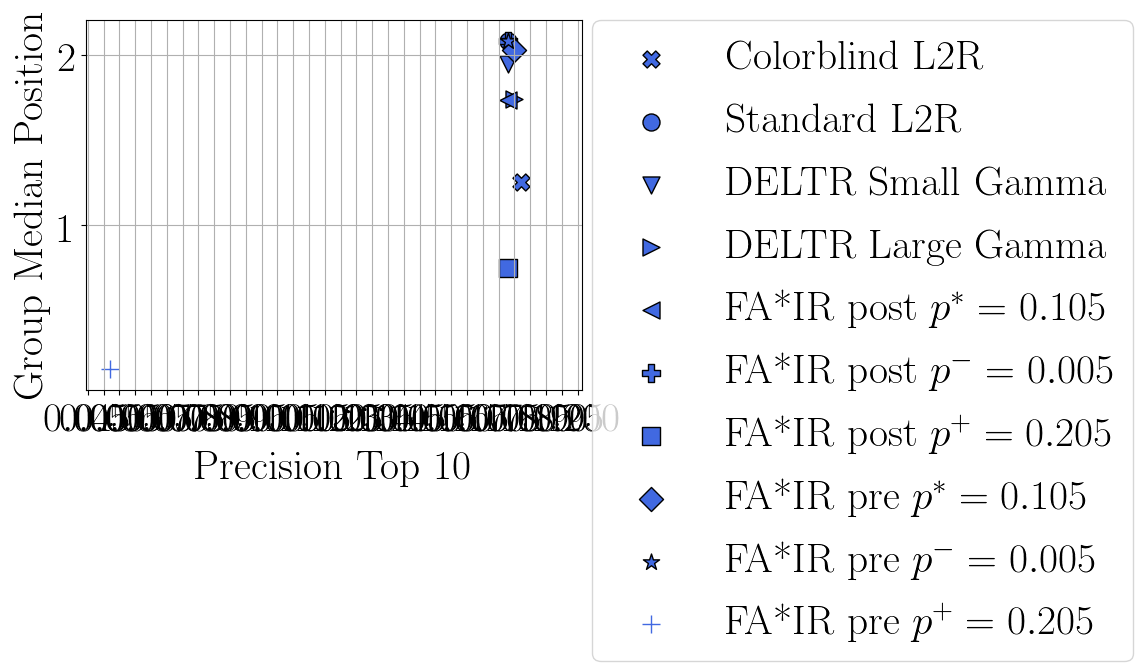 Group Median Position
2
1
Precision Top 10
Colorblind L2R
Standard L2R
DELTR Small Gamma
DELTR Large Gamma
FA*IR post p* = 0.105
FA*IR post p⁻ = 0.005
FA*IR post p⁺ = 0.205
FA*IR pre p* = 0.105
FA*IR pre p⁻ = 0.005
FA*IR pre p⁺ = 0.205